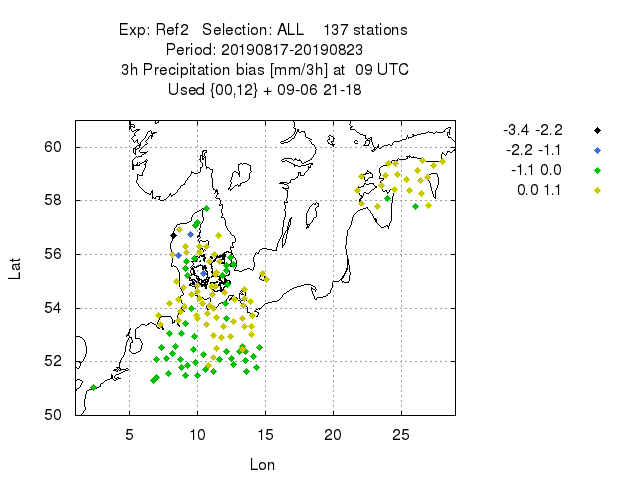 Exp: Ref2 Selection: ALL 137 stations
Period: 20190817-20190823
3h Precipitation bias [mm/3h] at 09 UTC
Used {00,12} + 09-06 21-18
-3.4 -2.2
-2.2 -1.1
-1.1 0.0
0.0 1.1
60
58
56
54
52
50
Lat
5 10 15 20 25
Lon